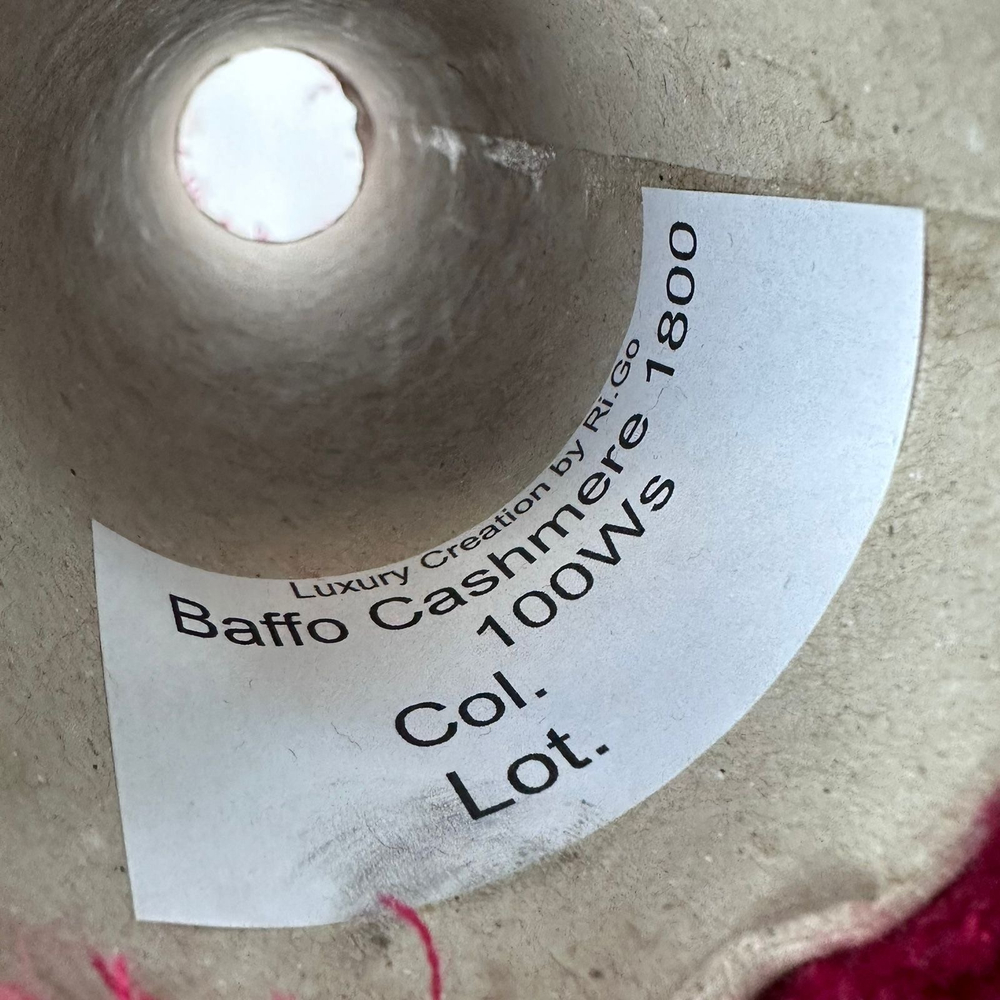 Luxury Creation by Ri.Go
Baffo Cashmere 1800
100Ws
Col.
Lot.